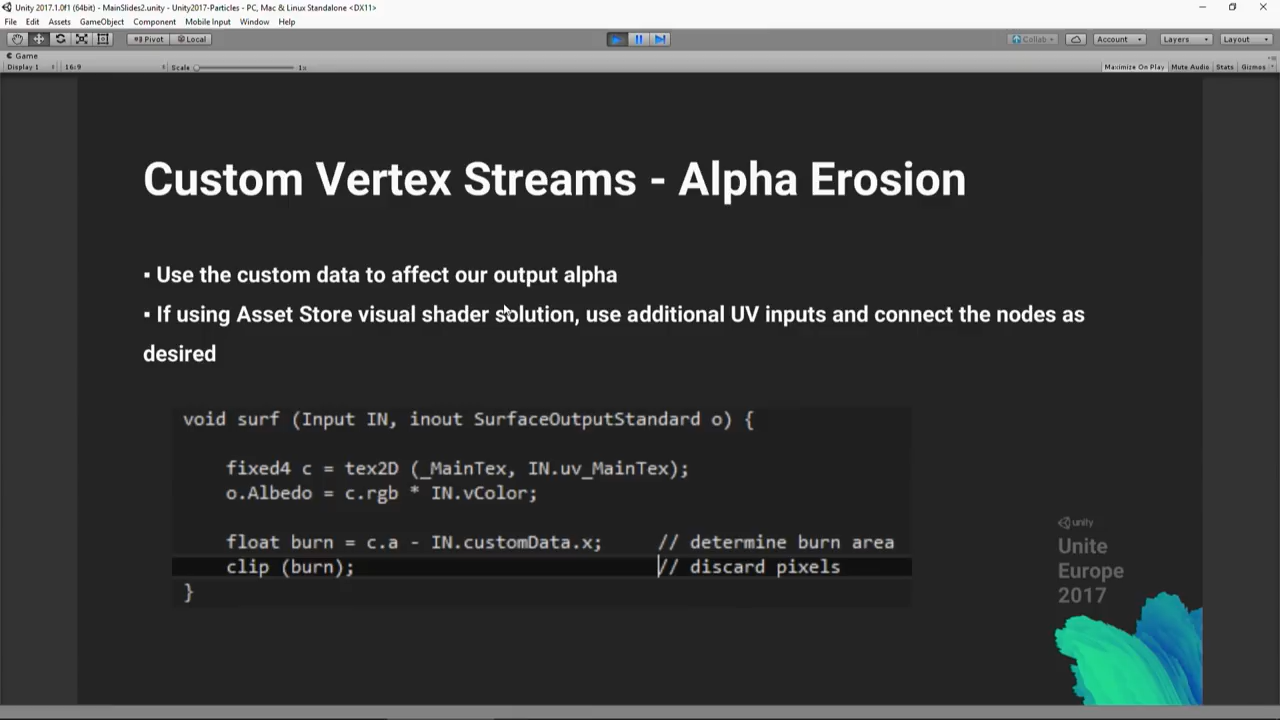 Unity 2017.1.0f1 (64bit) - MainSlides2.unity - Unity2017-Particles - PC, Mac & Linux Standalone <DX11>
File Edit Assets GameObject Component Mobile Input Window Help
Pivot Local Collab Account Layers Layout
Game
Display 1 16:9 Scale 1x Maximize On Play Mute Audio Stats Gizmos
Custom Vertex Streams - Alpha Erosion
▪ Use the custom data to affect our output alpha
▪ If using Asset Store visual shader solution, use additional UV inputs and connect the nodes as
desired
void surf (Input IN, inout SurfaceOutputStandard o) {
fixed4 c = tex2D (_MainTex, IN.uv_MainTex);
o.Albedo = c.rgb * IN.vColor;
float burn = c.a - IN.customData.x; // determine burn area
clip (burn); // discard pixels
}
unity
Unite
Europe
2017